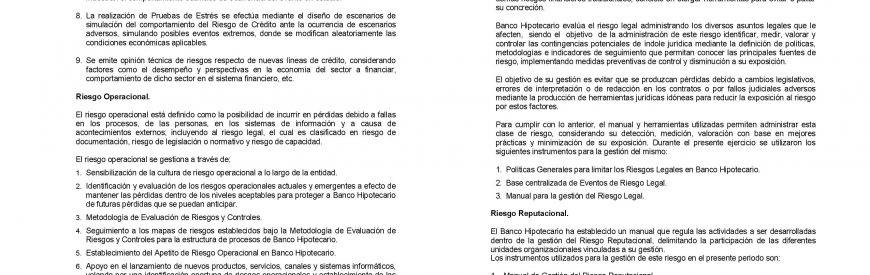 8. La realización de Pruebas de Estrés se efectúa mediante el diseño de escenarios de
simulación del comportamiento del Riesgo de Crédito ante la ocurrencia de escenarios
adversos, simulando posibles eventos extremos, donde se modifican aleatoriamente las
condiciones económicas aplicables.
9. Se emite opinión técnica de riesgos respecto de nuevas líneas de crédito, considerando
factores como el desempeño y perspectivas en la economía del sector a financiar,
comportamiento de dicho sector en el sistema financiero, etc.
Riesgo Operacional.
El riesgo operacional está definido como la posibilidad de incurrir en pérdidas debido a fallas
en los procesos, de las personas, en los sistemas de información y a causa de
acontecimientos externos; incluyendo al riesgo legal, el cual es clasificado en riesgo de
documentación, riesgo de legislación o normativo y riesgo de capacidad.
El riesgo operacional se gestiona a través de:
1. Sensibilización de la cultura de riesgo operacional a lo largo de la entidad.
2. Identificación y evaluación de los riesgos operacionales actuales y emergentes a efecto de
mantener las pérdidas dentro de los niveles aceptables para proteger a Banco Hipotecario
de futuras pérdidas que se puedan anticipar.
3. Metodología de Evaluación de Riesgos y Controles.
4. Seguimiento a los mapas de riesgos establecidos bajo la Metodología de Evaluación de
Riesgos y Controles para la estructura de procesos de Banco Hipotecario.
5. Establecimiento del Apetito de Riesgo Operacional en Banco Hipotecario.
6. Apoyo en el lanzamiento de nuevos productos, servicios, canales y sistemas informáticos,
su concreción.
Banco Hipotecario evalúa el riesgo legal administrando los diversos asuntos legales que le
afecten, siendo el objetivo de la administración de este riesgo identificar, medir, valorar y
controlar las contingencias potenciales de índole jurídica mediante la definición de políticas,
metodologías e indicadores de seguimiento que permitan conocer las principales fuentes de
riesgo, implementando medidas preventivas de control y disminución a su exposición.
El objetivo de su gestión es evitar que se produzcan pérdidas debido a cambios legislativos,
errores de interpretación o de redacción en los contratos o por fallos judiciales adversos
mediante la producción de herramientas jurídicas idóneas para reducir la exposición al riesgo
por estos factores.
Para cumplir con lo anterior, el manual y herramientas utilizadas permiten administrar esta
clase de riesgo, considerando su detección, medición, valoración con base en mejores
prácticas y minimización de su exposición. Durante el presente ejercicio se utilizaron los
siguientes instrumentos para la gestión del mismo:
1. Políticas Generales para limitar los Riesgos Legales en Banco Hipotecario.
2. Base centralizada de Eventos de Riesgo Legal.
3. Manual para la gestión del Riesgo Legal.
Riesgo Reputacional.
El Banco Hipotecario ha establecido un manual que regula las actividades a ser desarrolladas
dentro de la gestión del Riesgo Reputacional, delimitando la participación de las diferentes
unidades organizacionales vinculadas a su gestión.
Los instrumentos utilizados para la gestión de este riesgo en el presente periodo son: